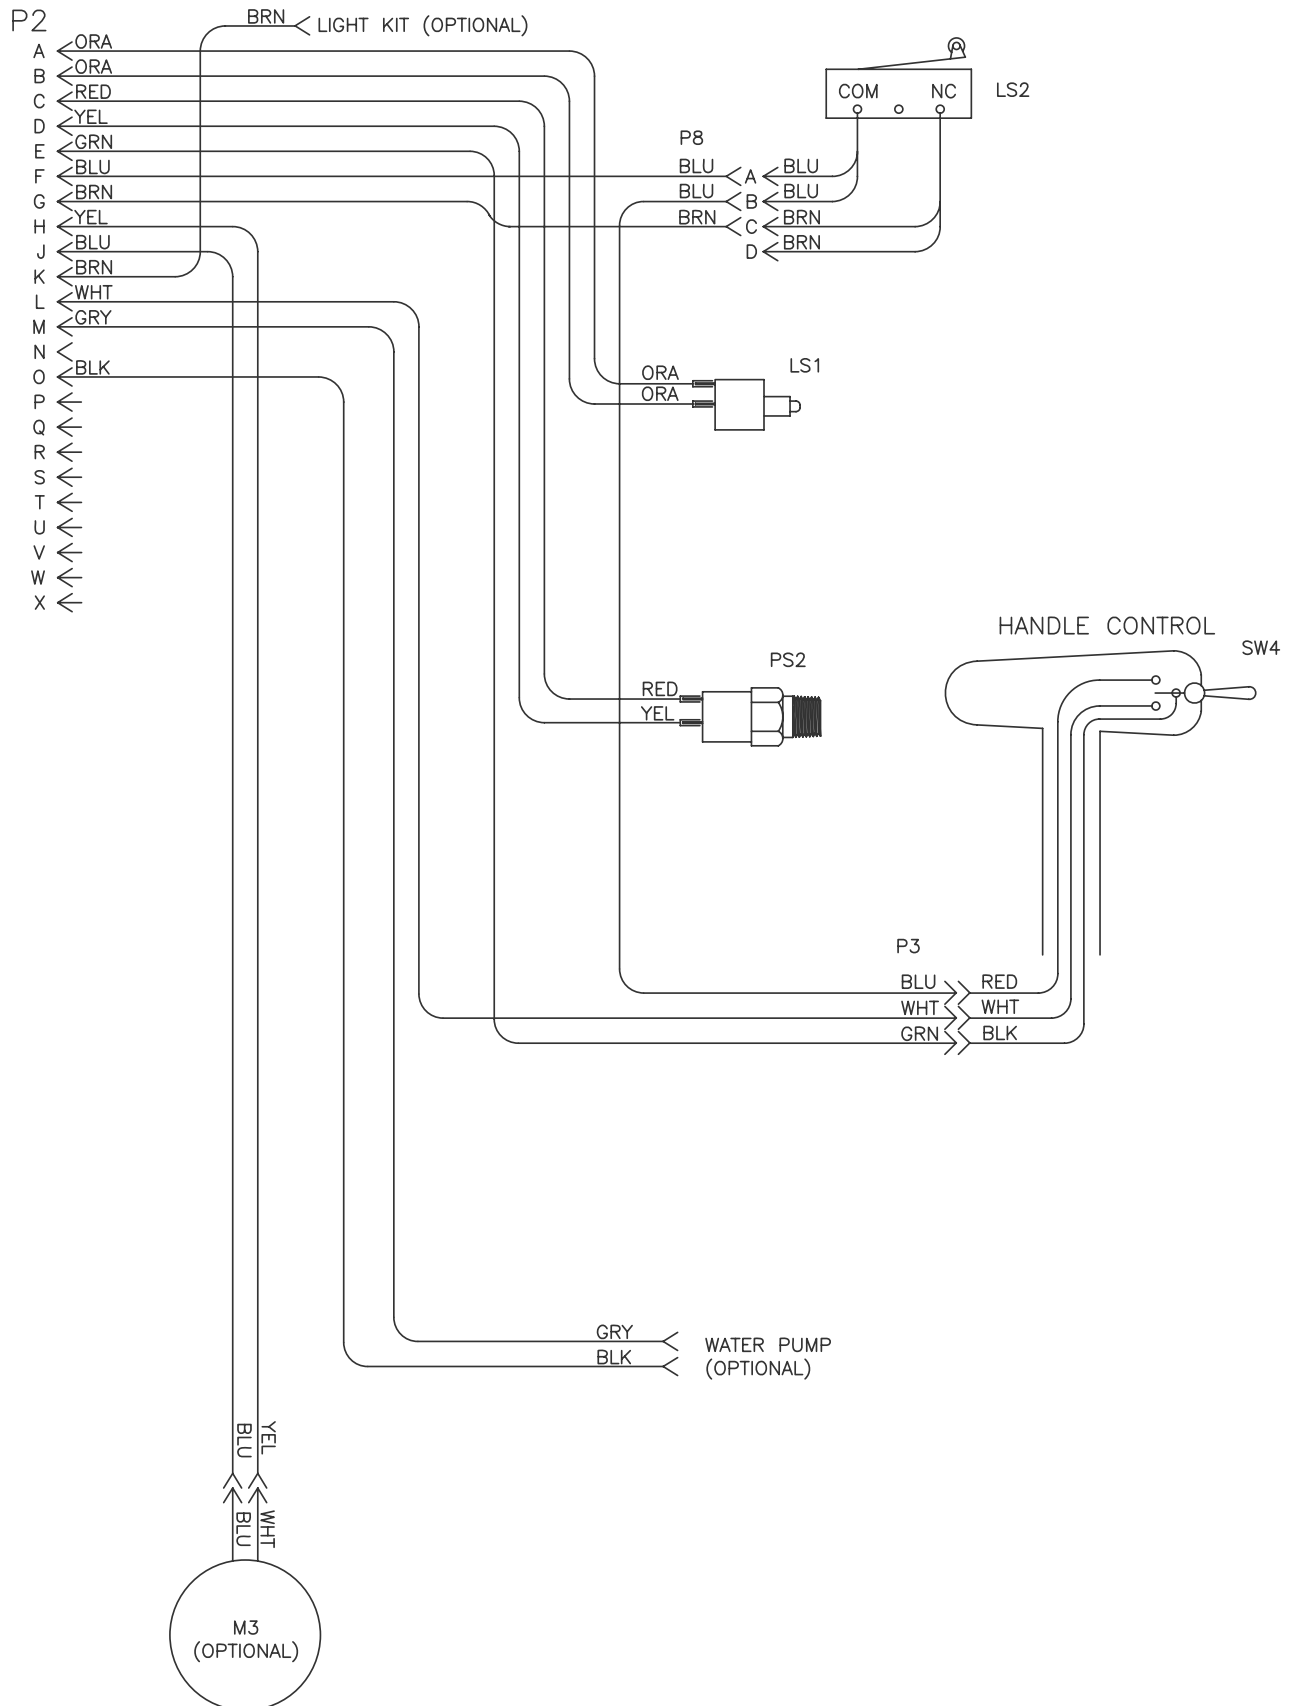 P2
BRN LIGHT KIT (OPTIONAL)
A ORA
B ORA
C RED
D YEL
E GRN
F BLU
G BRN
H YEL
J BLU
K BRN
L WHT
M GRY
N
O BLK
P
Q
R
S
T
U
V
W
X
COM NC LS2
P8
BLU A BLU
BLU B BLU
BRN C BRN
D BRN
LS1
ORA
ORA
HANDLE CONTROL
SW4
PS2
RED
YEL
P3
BLU RED
WHT WHT
GRN BLK
GRY
BLK
WATER PUMP
(OPTIONAL)
BLU YEL
BLU WHT
M3
(OPTIONAL)